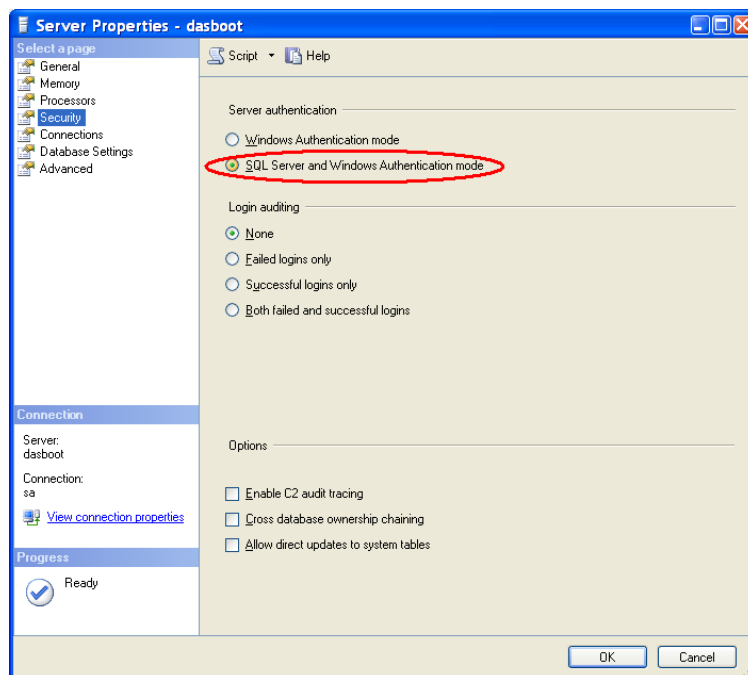 Server Properties - dasboot
Select a page
General
Memory
Processors
Security
Connections
Database Settings
Advanced
Script
Help
Server authentication
Windows Authentication mode
SQL Server and Windows Authentication mode
Login auditing
None
Failed logins only
Successful logins only
Both failed and successful logins
Connection
Server:
dasboot
Connection:
sa
View connection properties
Progress
Ready
Options
Enable C2 audit tracing
Cross database ownership chaining
Allow direct updates to system tables
OK
Cancel